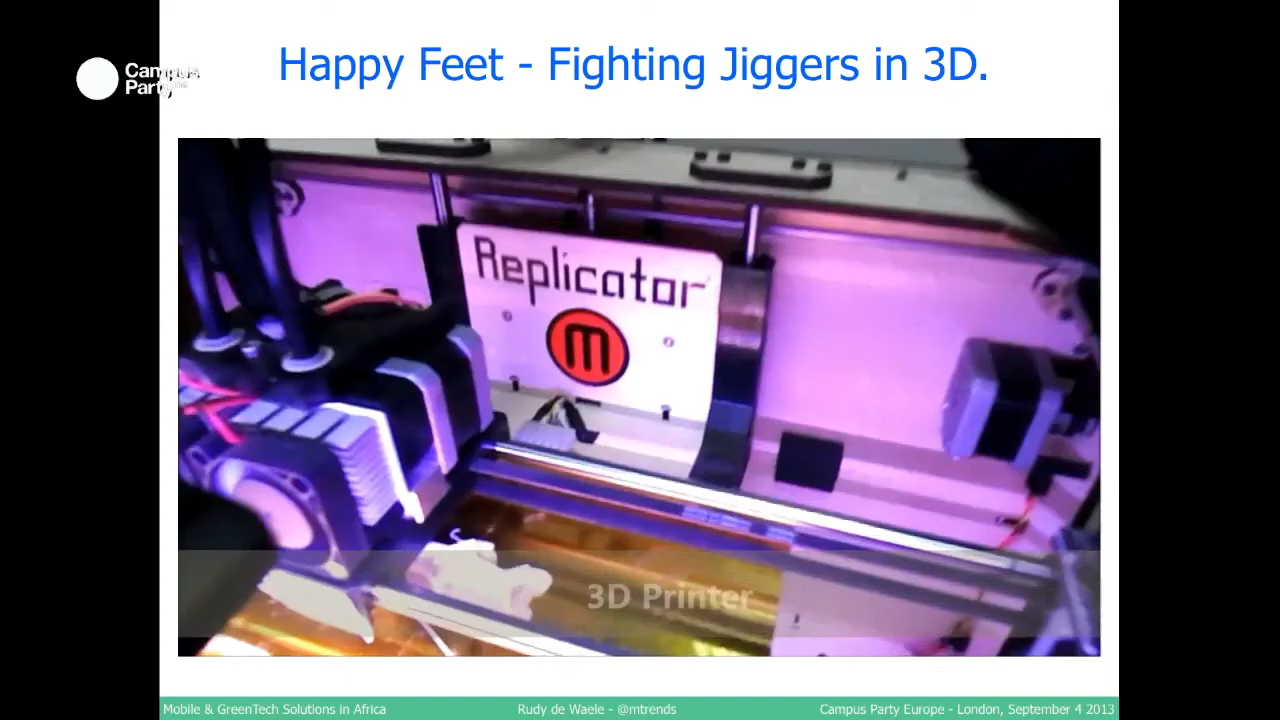 Happy Feet - Fighting Jiggers in 3D.
Campus
Party
Replicator
M
3D Printer
Mobile & GreenTech Solutions in Africa
Rudy de Waele - @mtrends
Campus Party Europe - London, September 4 2013